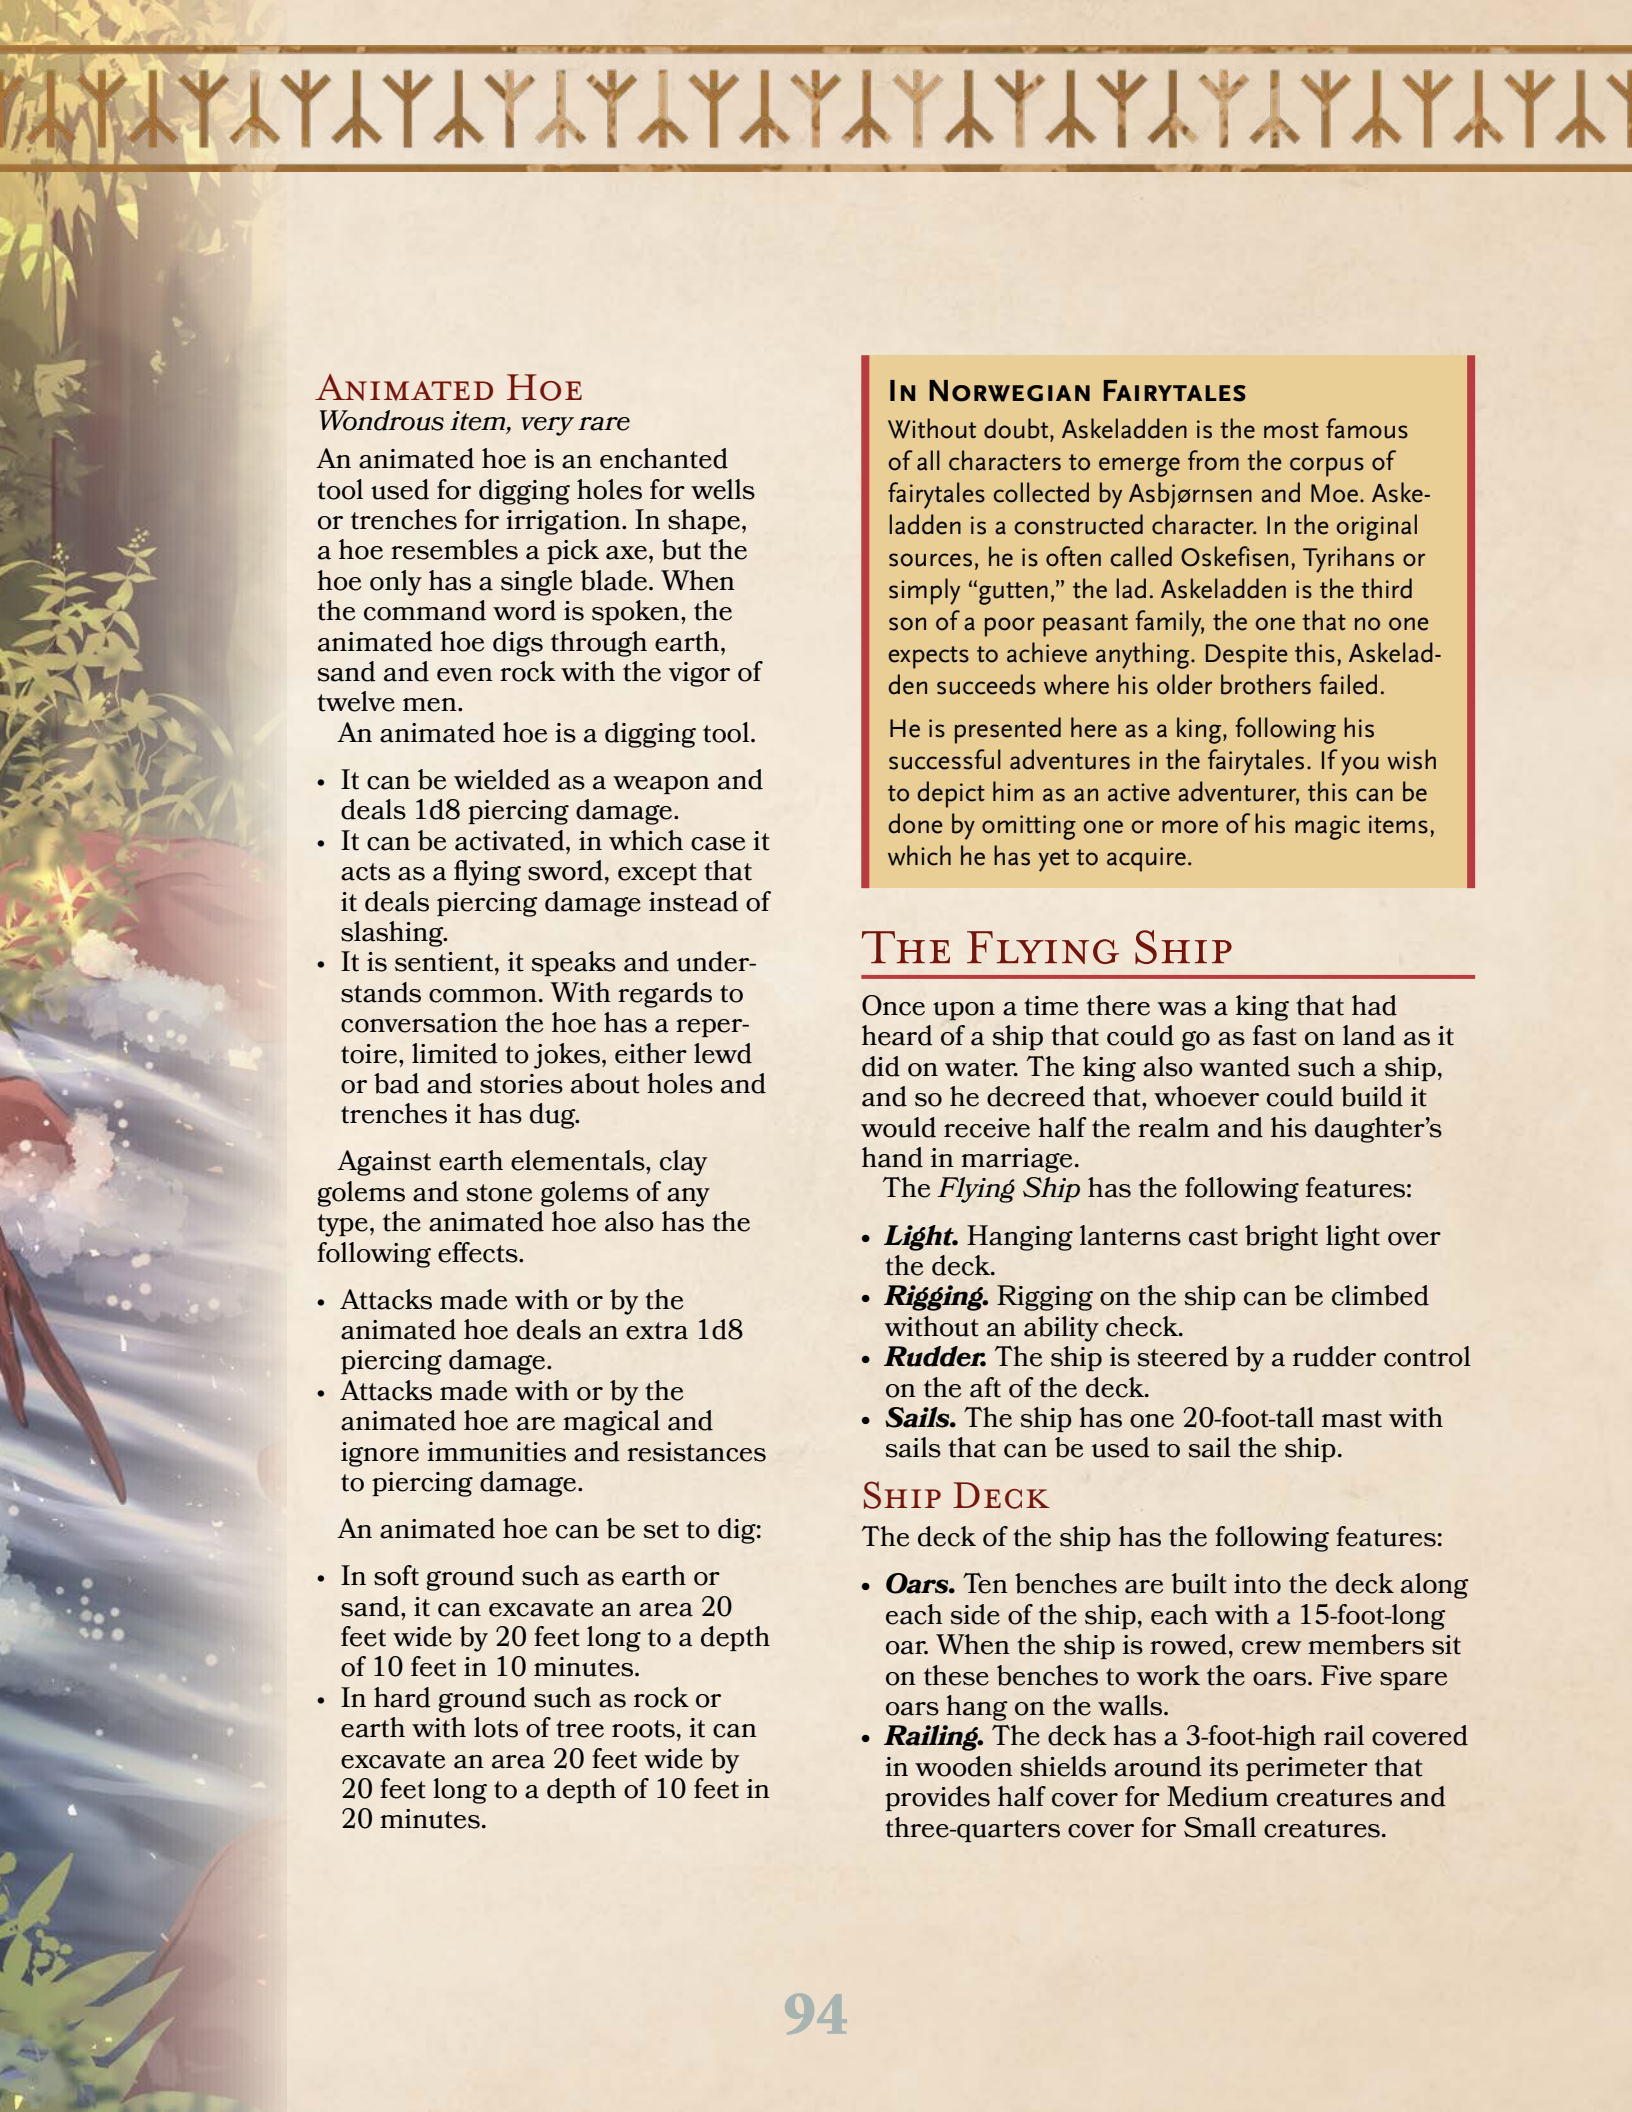 Animated Hoe
Wondrous item, very rare
An animated hoe is an enchanted
tool used for digging holes for wells
or trenches for irrigation. In shape,
a hoe resembles a pick axe, but the
hoe only has a single blade. When
the command word is spoken, the
animated hoe digs through earth,
sand and even rock with the vigor of
twelve men.
An animated hoe is a digging tool.
• It can be wielded as a weapon and
deals 1d8 piercing damage.
• It can be activated, in which case it
acts as a flying sword, except that
it deals piercing damage instead of
slashing.
• It is sentient, it speaks and under-
stands common. With regards to
conversation the hoe has a reper-
toire, limited to jokes, either lewd
or bad and stories about holes and
trenches it has dug.
Against earth elementals, clay
golems and stone golems of any
type, the animated hoe also has the
following effects.
• Attacks made with or by the
animated hoe deals an extra 1d8
piercing damage.
• Attacks made with or by the
animated hoe are magical and
ignore immunities and resistances
to piercing damage.
An animated hoe can be set to dig:
• In soft ground such as earth or
sand, it can excavate an area 20
feet wide by 20 feet long to a depth
of 10 feet in 10 minutes.
• In hard ground such as rock or
earth with lots of tree roots, it can
excavate an area 20 feet wide by
20 feet long to a depth of 10 feet in
20 minutes.
In Norwegian Fairytales
Without doubt, Askeladden is the most famous
of all characters to emerge from the corpus of
fairytales collected by Asbjørnsen and Moe. Aske-
ladden is a constructed character. In the original
sources, he is often called Oskefisen, Tyrihans or
simply “gutten,” the lad. Askeladden is the third
son of a poor peasant family, the one that no one
expects to achieve anything. Despite this, Askelad-
den succeeds where his older brothers failed.
He is presented here as a king, following his
successful adventures in the fairytales. If you wish
to depict him as an active adventurer, this can be
done by omitting one or more of his magic items,
which he has yet to acquire.
The Flying Ship
Once upon a time there was a king that had
heard of a ship that could go as fast on land as it
did on water. The king also wanted such a ship,
and so he decreed that, whoever could build it
would receive half the realm and his daughter’s
hand in marriage.
The Flying Ship has the following features:
• Light. Hanging lanterns cast bright light over
the deck.
• Rigging. Rigging on the ship can be climbed
without an ability check.
• Rudder. The ship is steered by a rudder control
on the aft of the deck.
• Sails. The ship has one 20-foot-tall mast with
sails that can be used to sail the ship.
Ship Deck
The deck of the ship has the following features:
• Oars. Ten benches are built into the deck along
each side of the ship, each with a 15-foot-long
oar. When the ship is rowed, crew members sit
on these benches to work the oars. Five spare
oars hang on the walls.
• Railing. The deck has a 3-foot-high rail covered
in wooden shields around its perimeter that
provides half cover for Medium creatures and
three-quarters cover for Small creatures.
94